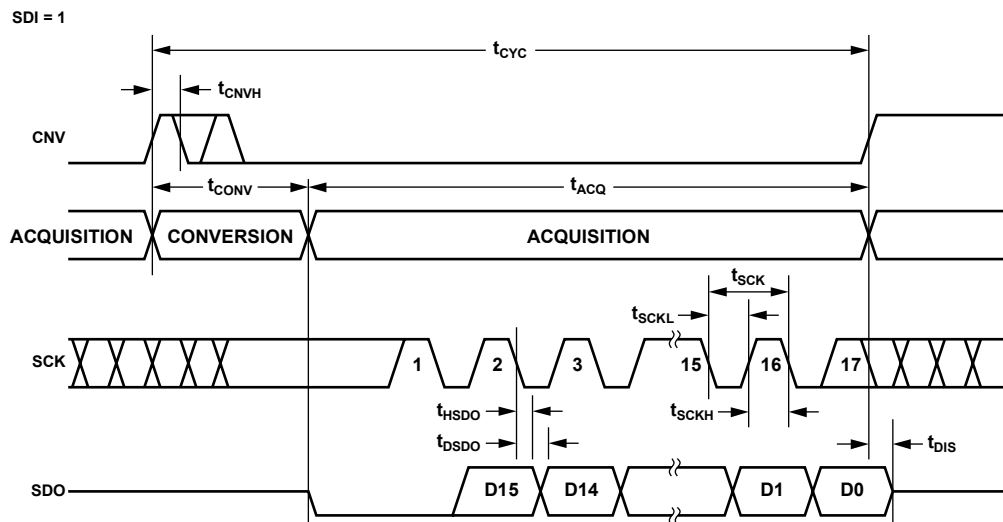 SDI = 1
tCYC
tCNVH
CNV
tCONV
tACQ
ACQUISITION
CONVERSION
ACQUISITION
tSCK
tSCKL
SCK
1
2
3
15
16
17
tHSDO
tSCKH
tDSDO
tDIS
SDO
D15
D14
D1
D0